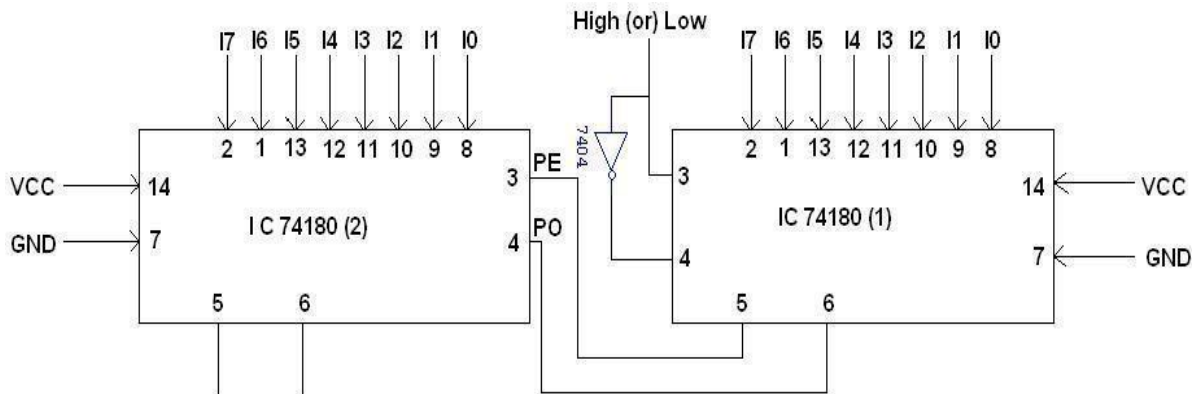 High (or) Low
I7 I6 I5 I4 I3 I2 I1 I0
I7 I6 I5 I4 I3 I2 I1 I0
2 1 13 12 11 10 9 8
7404
2 1 13 12 11 10 9 8
VCC
14
3
PE
3
14
VCC
I C 74180 (2)
IC 74180 (1)
GND
7
4
PO
4
7
GND
5 6
5 6